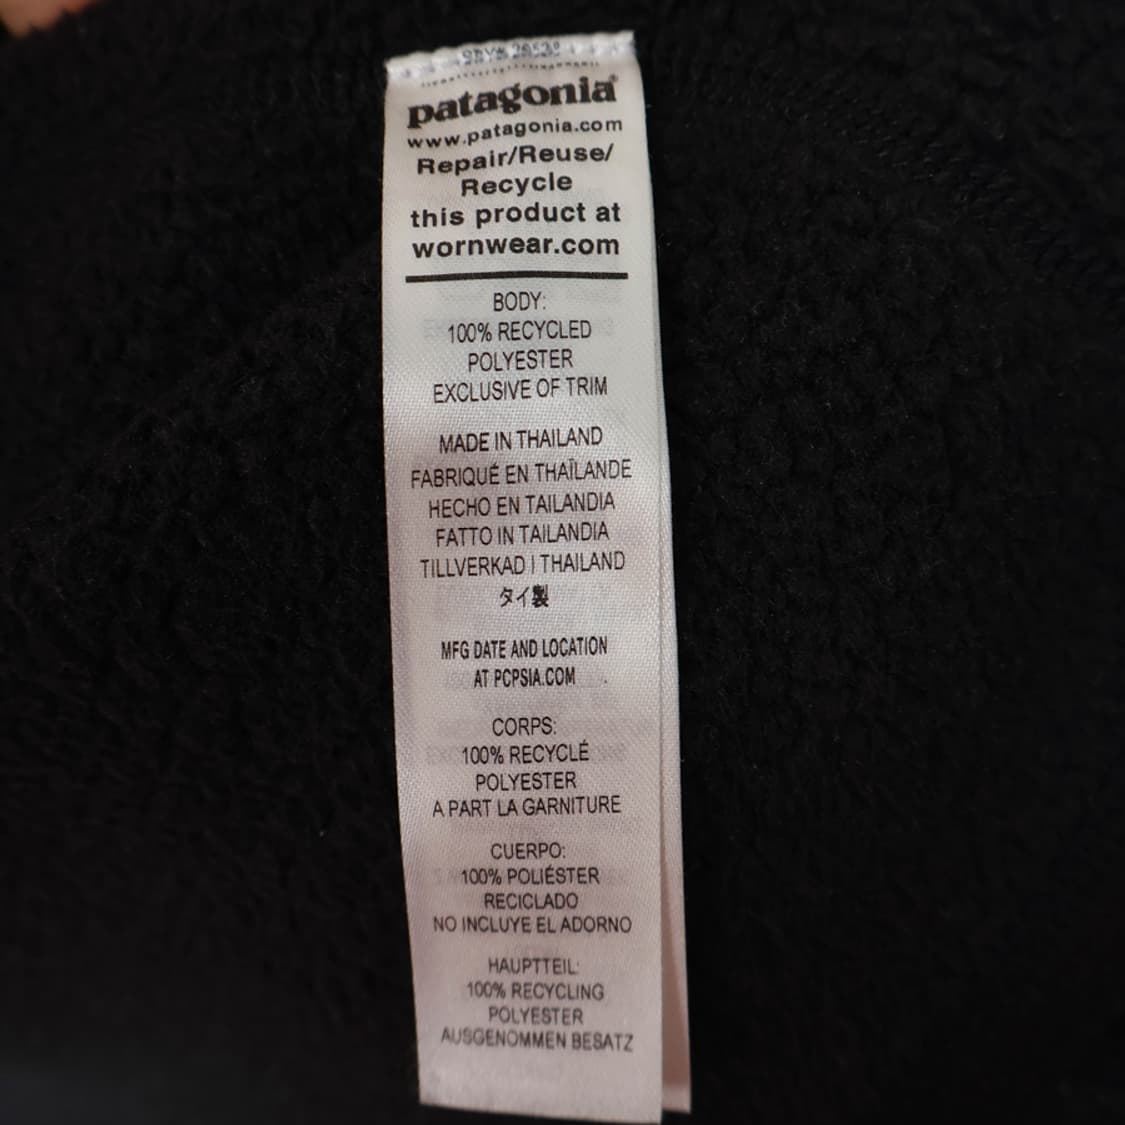 patagonia®
www.patagonia.com
Repair/Reuse/
Recycle
this product at
wornwear.com
BODY:
100% RECYCLED
POLYESTER
EXCLUSIVE OF TRIM
MADE IN THAILAND
FABRIQUÉ EN THAÏLANDE
HECHO EN TAILANDIA
FATTO IN TAILANDIA
TILLVERKAD I THAILAND
タイ製
MFG DATE AND LOCATION
AT PCPSIA.COM
CORPS:
100% RECYCLÉ
POLYESTER
A PART LA GARNITURE
CUERPO:
100% POLIÉSTER
RECICLADO
NO INCLUYE EL ADORNO
HAUPTTEIL:
100% RECYCLING
POLYESTER
AUSGENOMMEN BESATZ